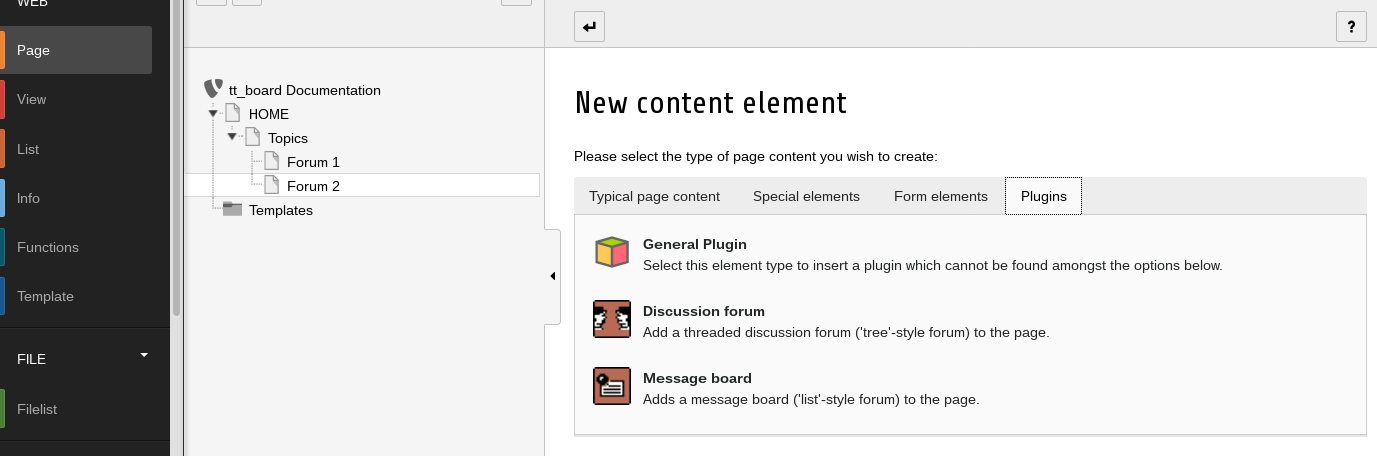 WEB
Page
View
List
Info
Functions
Template
FILE
Filelist
tt_board Documentation
HOME
Topics
Forum 1
Forum 2
Templates
?
New content element
Please select the type of page content you wish to create:
Typical page content Special elements Form elements Plugins
General Plugin
Select this element type to insert a plugin which cannot be found amongst the options below.
Discussion forum
Add a threaded discussion forum ('tree'-style forum) to the page.
Message board
Adds a message board ('list'-style forum) to the page.